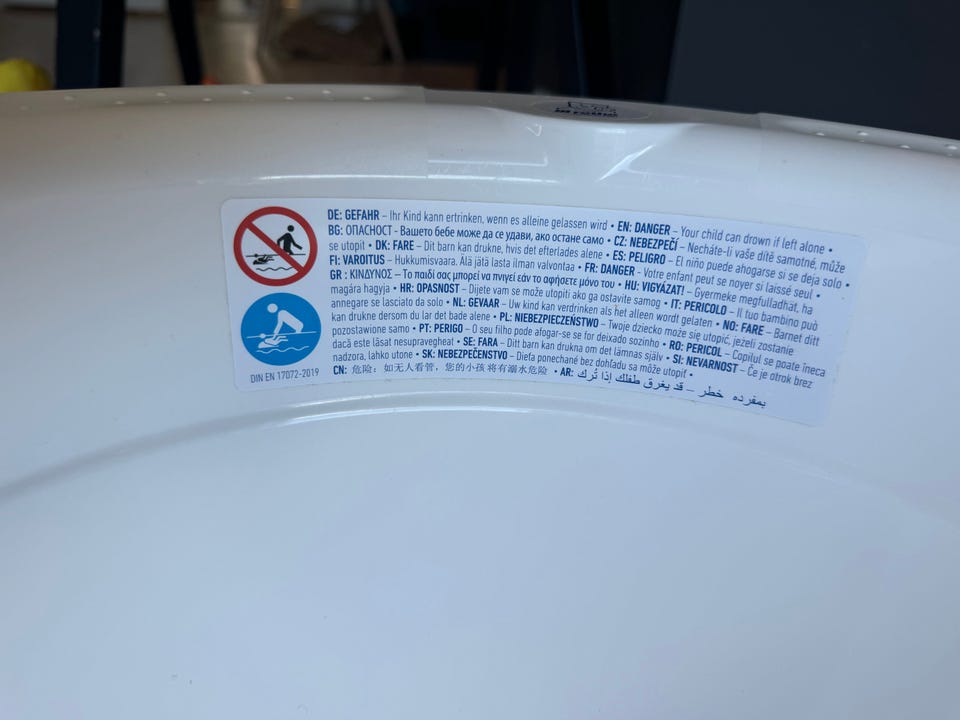 DE: GEFAHR – Ihr Kind kann ertrinken, wenn es alleine gelassen wird • EN: DANGER – Your child can drown if left alone •
BG: ОПАСНОСТ - Вашето бебе може да се удави, ако остане само • CZ: NEBEZPEČÍ – Necháte-li vaše dítě samotné, může
se utopit • DK: FARE – Dit barn kan drukne, hvis det efterlades alene • ES: PELIGRO – El niño puede ahogarse si se deja solo •
FI: VAROITUS – Hukkumisvaara. Älä jätä lasta ilman valvontaa • FR: DANGER - Votre enfant peut se noyer si laissé seul •
GR : ΚΙΝΔΥΝΟΣ – Το παιδί σας μπορεί να πνιγεί εάν το αφήσετε μόνο του • HU: VIGYÁZAT! – Gyermeke megfulladhat, ha
magára hagyja • HR: OPASNOST – Dijete vam se može utopiti ako ga ostavite samog • IT: PERICOLO – Il tuo bambino può
annegare se lasciato da solo • NL: GEVAAR – Uw kind kan verdrinken als het alleen wordt gelaten • NO: FARE – Barnet ditt
kan drukne dersom du lar det bade alene • PL: NIEBEZPIECZEŃSTWO – Twoje dziecko może się utopić, jeżeli zostanie
pozostawione samo • PT: PERIGO – O seu filho pode afogar-se se for deixado sozinho • RO: PERICOL – Copilul se poate îneca
dacă este lăsat nesupravegheat • SE: FARA – Ditt barn kan drukna om det lämnas själv • SI: NEVARNOST – Če je otrok brez
nadzora, lahko utone • SK: NEBEZPEČENSTVO – Dieťa ponechané bez dohľadu sa môže utopiť •
CN: 危险: 如无人看管, 您的小孩将有溺水危险 • AR: بمفرده خطر – قد يغرق طفلك إذا تُرك
DIN EN 17072-2019